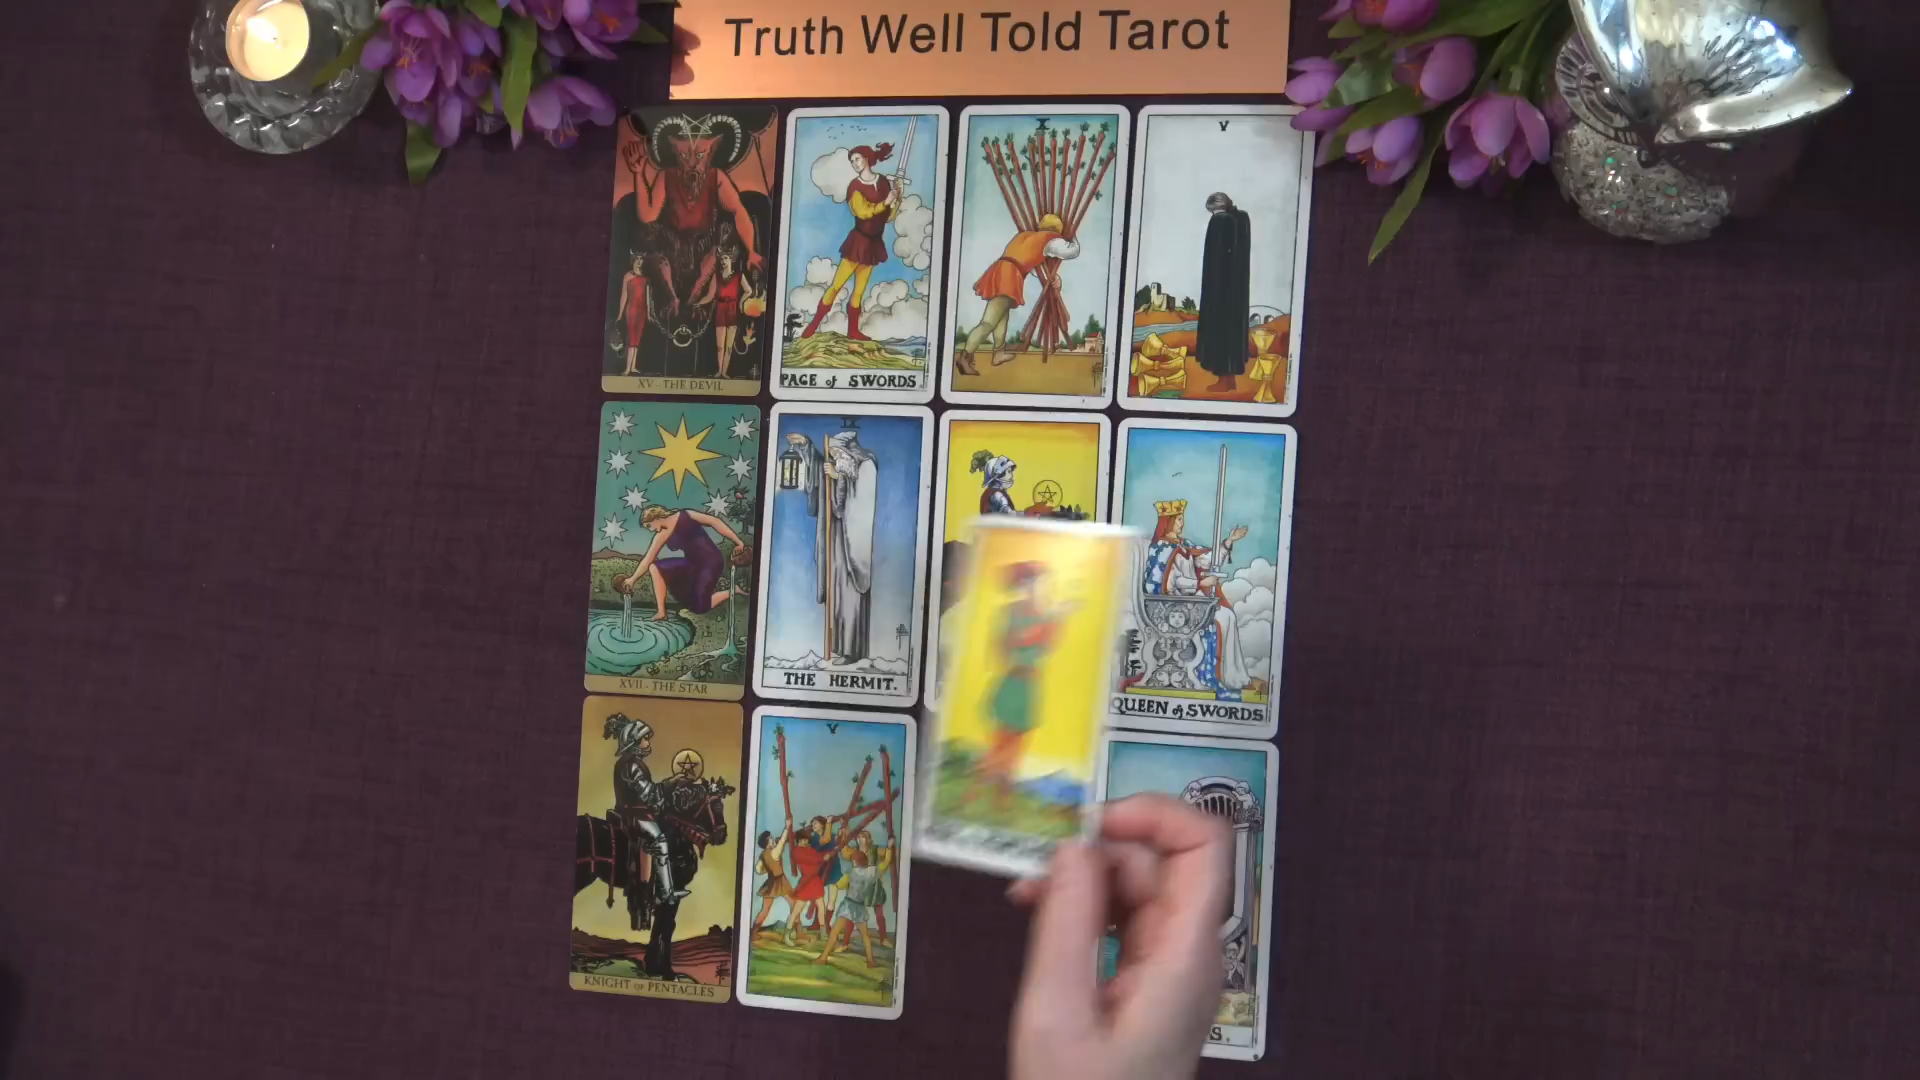 Truth Well Told Tarot
XV - THE DEVIL
PAGE of SWORDS
X
V
XVII - THE STAR
IX
THE HERMIT.
QUEEN of SWORDS
KNIGHT OF PENTACLES
V
S.